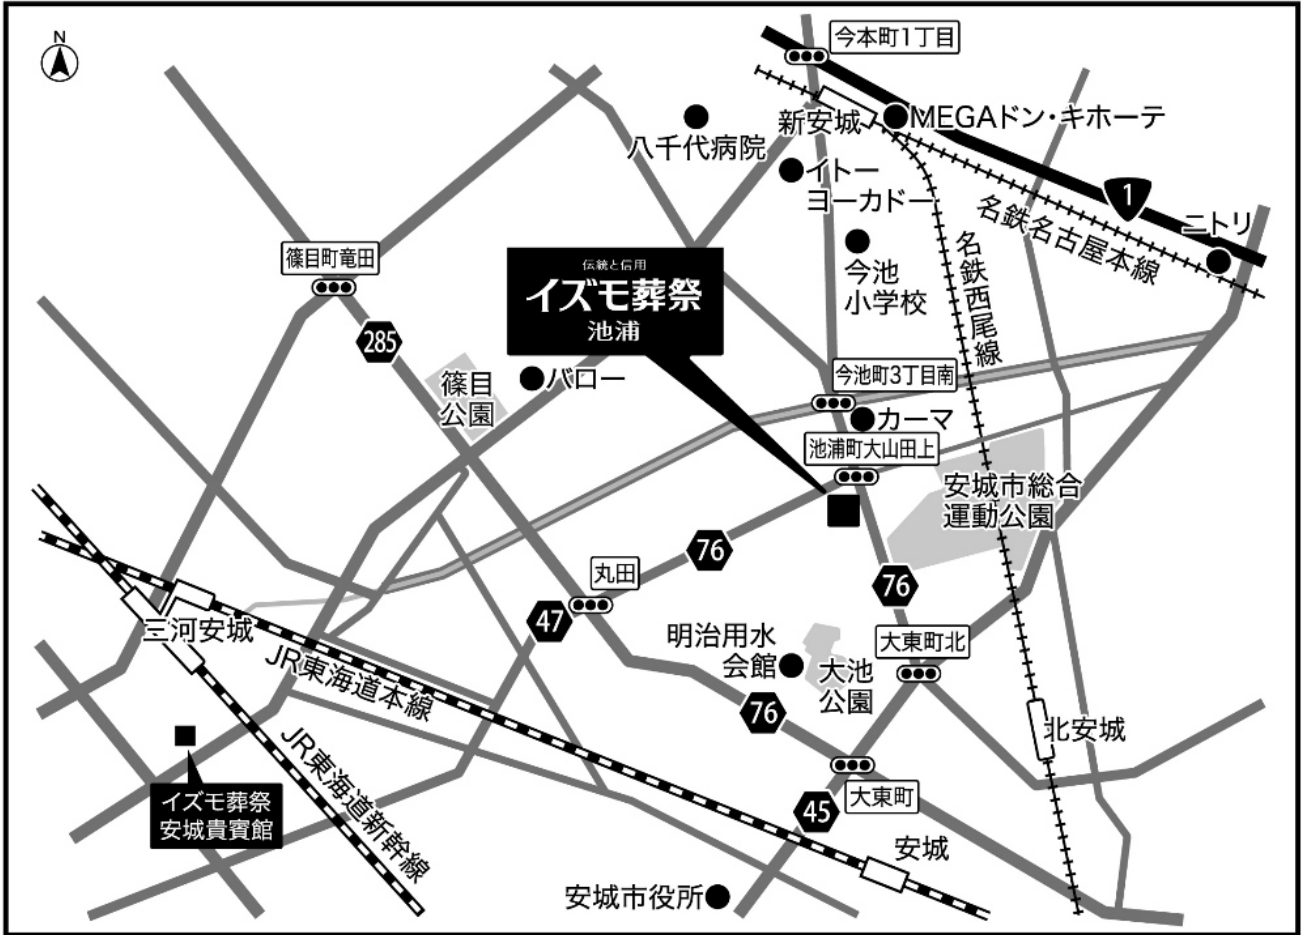 N
今本町1丁目
新安城
MEGAドン・キホーテ
八千代病院
イトー
ヨーカドー
1
名鉄名古屋本線
ニトリ
篠目町竜田
伝統と信用
イズモ葬祭
池浦
今池
小学校
名鉄西尾線
285
篠目
公園
バロー
今池町3丁目南
カーマ
池浦町大山田上
安城市総合
運動公園
76
丸田
76
47
三河安城
JR東海道本線
明治用水
会館
大池
公園
大東町北
76
北安城
イズモ葬祭
安城貴賓館
JR東海道新幹線
大東町
45
安城
安城市役所